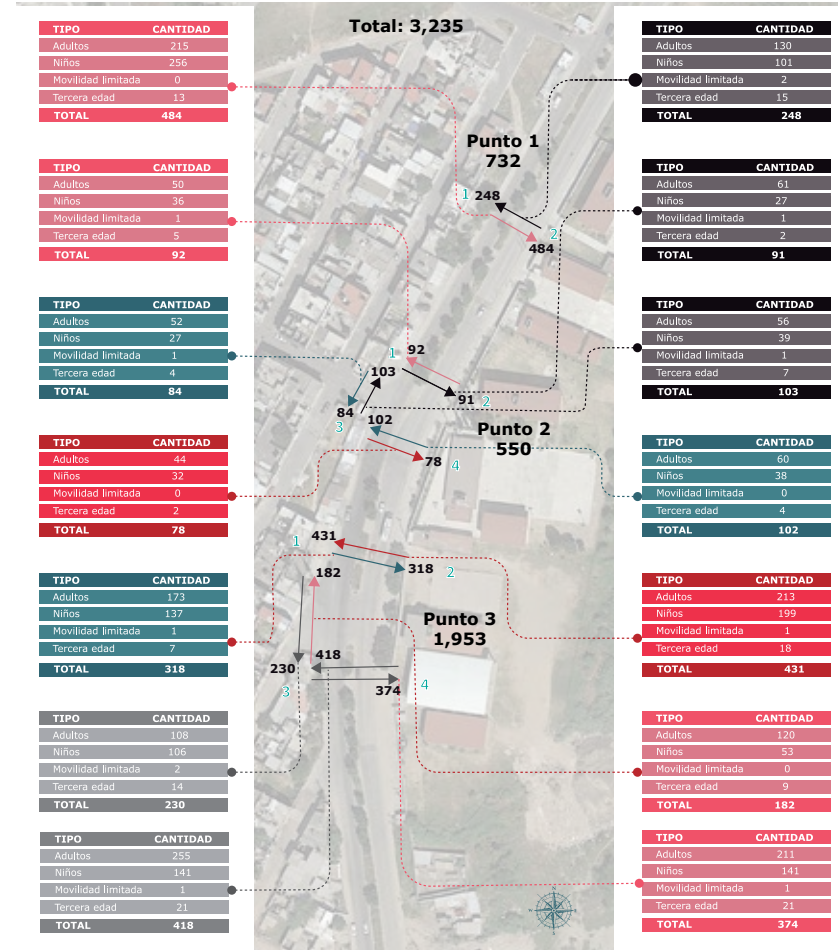 Total: 3,235
TIPO CANTIDAD
Adultos 215
Niños 256
Movilidad limitada 0
Tercera edad 13
TOTAL 484
TIPO CANTIDAD
Adultos 50
Niños 36
Movilidad limitada 1
Tercera edad 5
TOTAL 92
TIPO CANTIDAD
Adultos 52
Niños 27
Movilidad limitada 1
Tercera edad 4
TOTAL 84
TIPO CANTIDAD
Adultos 44
Niños 32
Movilidad limitada 0
Tercera edad 2
TOTAL 78
TIPO CANTIDAD
Adultos 173
Niños 137
Movilidad limitada 1
Tercera edad 7
TOTAL 318
TIPO CANTIDAD
Adultos 108
Niños 106
Movilidad limitada 2
Tercera edad 14
TOTAL 230
TIPO CANTIDAD
Adultos 255
Niños 141
Movilidad limitada 1
Tercera edad 21
TOTAL 418
Punto 1
732
1 248
2
484
1 92
103
91 2
84
3
102
Punto 2
550
78 4
1 431
318 2
182
Punto 3
1,953
418
230
3
374 4
TIPO CANTIDAD
Adultos 130
Niños 101
Movilidad limitada 2
Tercera edad 15
TOTAL 248
TIPO CANTIDAD
Adultos 61
Niños 27
Movilidad limitada 1
Tercera edad 2
TOTAL 91
TIPO CANTIDAD
Adultos 56
Niños 39
Movilidad limitada 1
Tercera edad 7
TOTAL 103
TIPO CANTIDAD
Adultos 60
Niños 38
Movilidad limitada 0
Tercera edad 4
TOTAL 102
TIPO CANTIDAD
Adultos 213
Niños 199
Movilidad limitada 1
Tercera edad 18
TOTAL 431
TIPO CANTIDAD
Adultos 120
Niños 53
Movilidad limitada 0
Tercera edad 9
TOTAL 182
TIPO CANTIDAD
Adultos 211
Niños 141
Movilidad limitada 1
Tercera edad 21
TOTAL 374